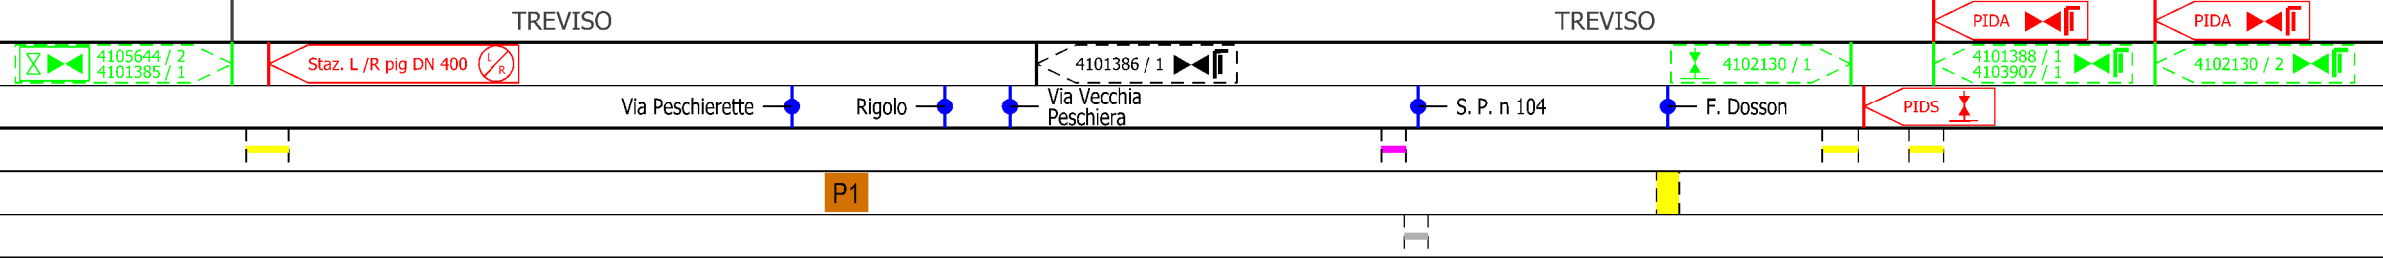 TREVISO
TREVISO
PIDA
PIDA
4105644 / 2
4101385 / 1
Staz. L /R pig DN 400
L
R
4101386 / 1
4102130 / 1
4101388 / 1
4103907 / 1
4102130 / 2
Via Peschierette
Rigolo
Via Vecchia
Peschiera
S. P. n 104
F. Dosson
PIDS
P1